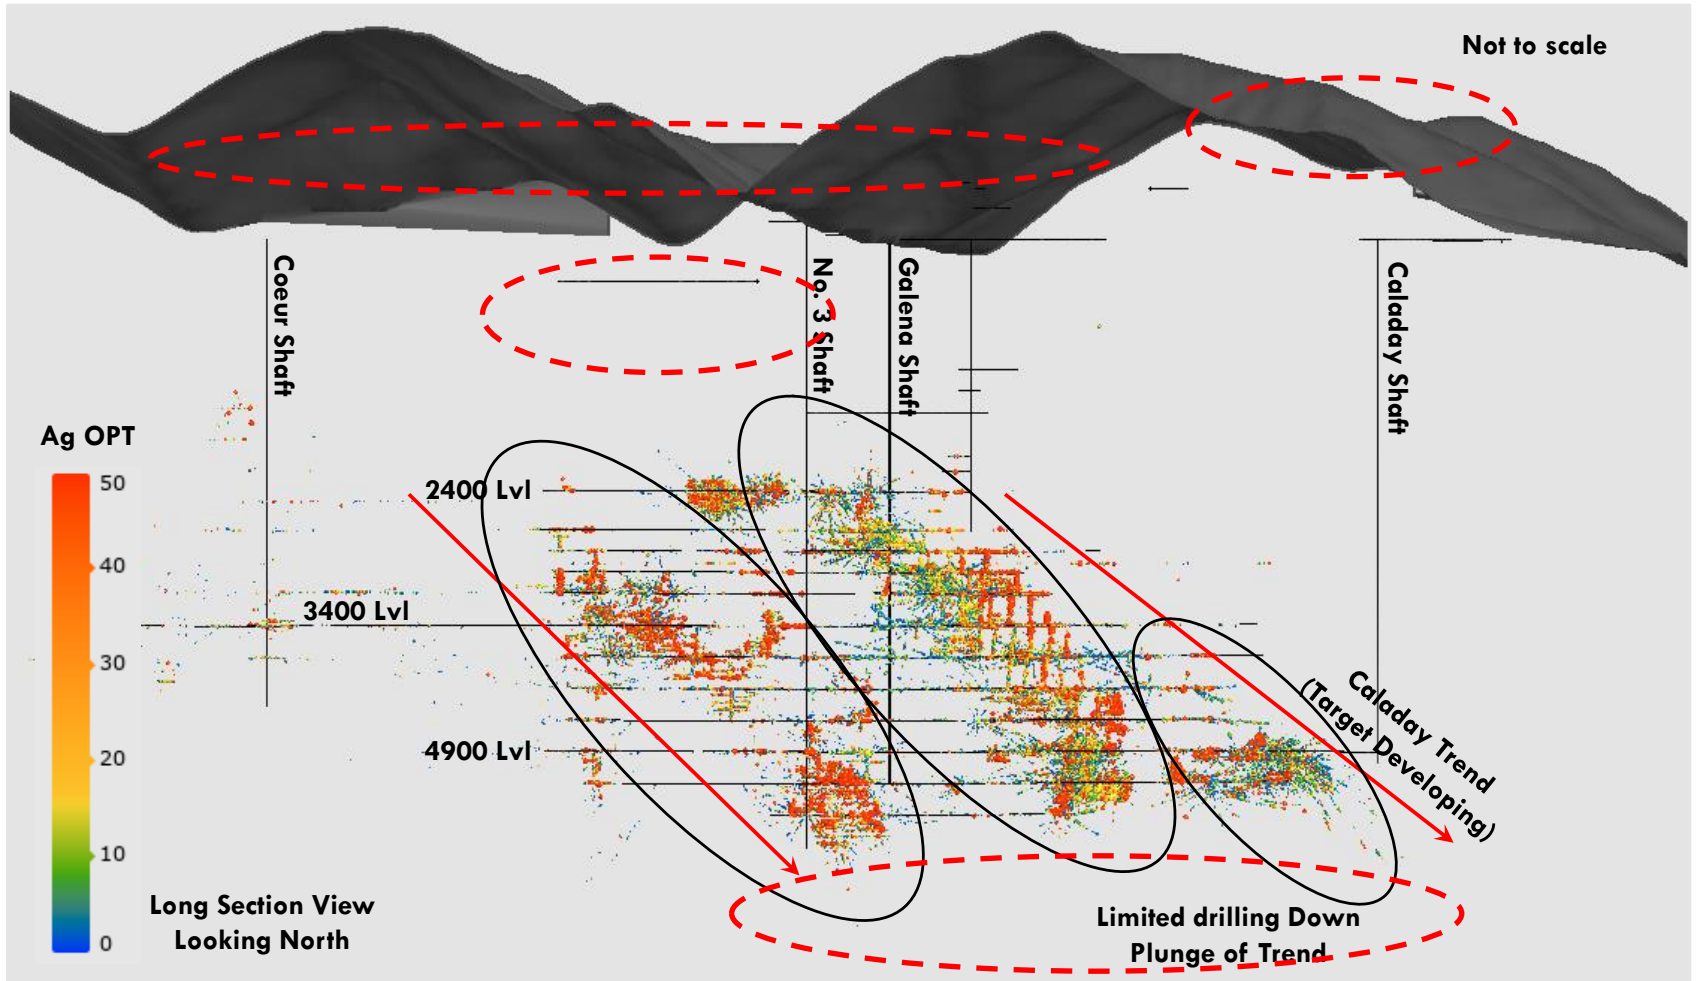 Not to scale
Coeur Shaft
No. 3 Shaft
Galena Shaft
Caladay Shaft
Ag OPT
50
40
30
20
10
0
2400 Lvl
3400 Lvl
4900 Lvl
Caladay Trend
(Target Developing)
Long Section View
Looking North
Limited drilling Down
Plunge of Trend